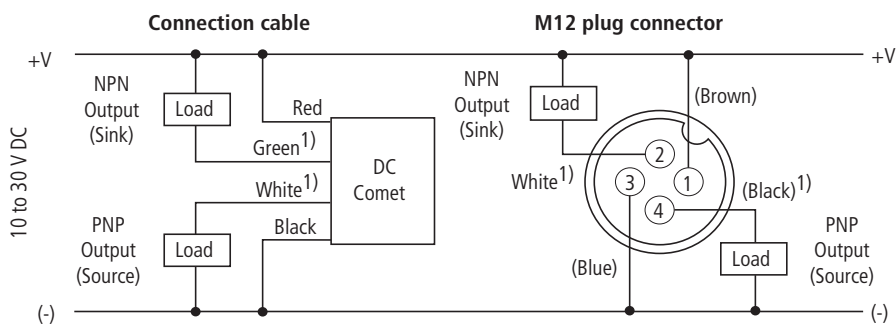 Connection cable
M12 plug connector
+V
+V
NPN
Output
(Sink)
Load
Red
Green1)
NPN
Output
(Sink)
Load
(Brown)
10 to 30 V DC
DC
Comet
White1)
2
3
1
4
White1)
(Black)1)
PNP
Output
(Source)
Load
Black
(Blue)
Load
PNP
Output
(Source)
(-)
(-)